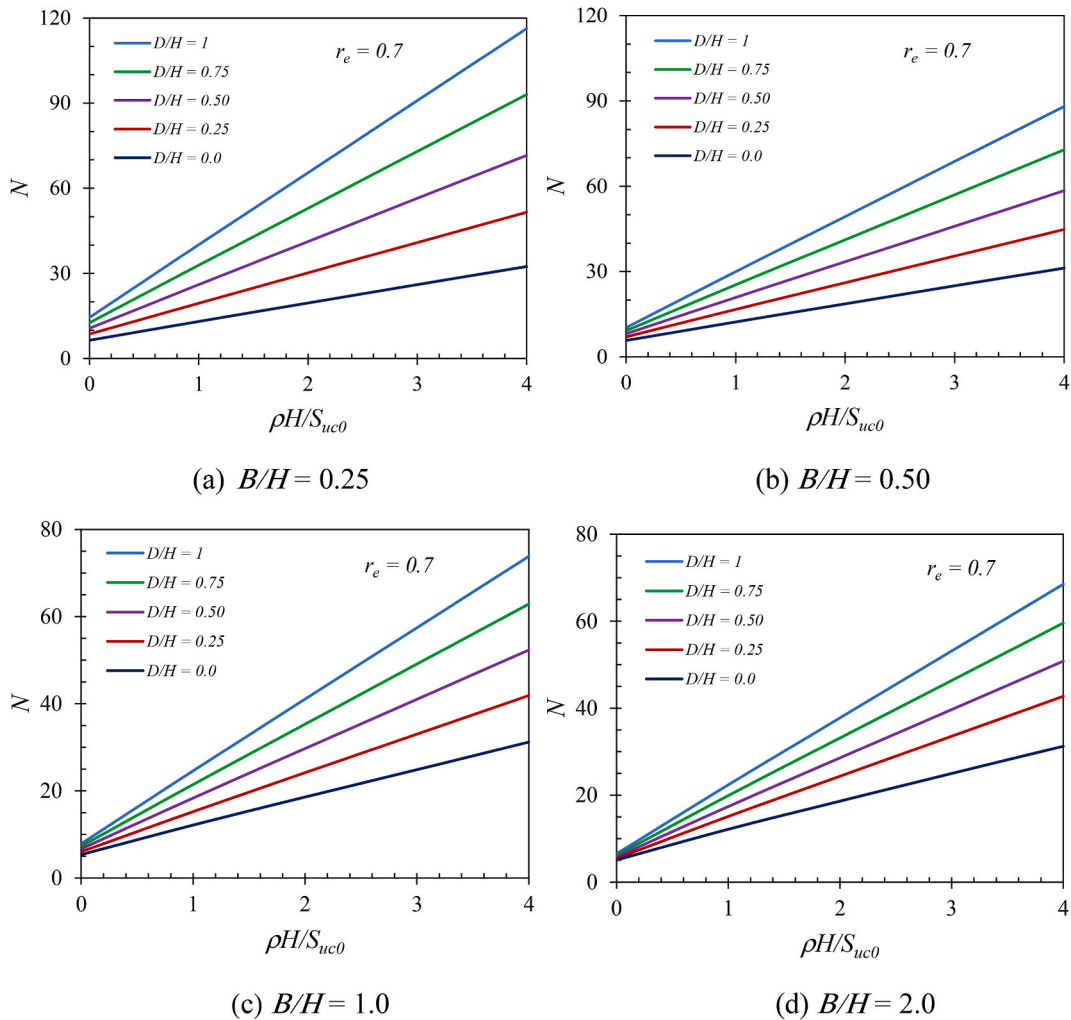 120
90
60
30
0
N
D/H = 1
D/H = 0.75
D/H = 0.50
D/H = 0.25
D/H = 0.0
r_e = 0.7
0 1 2 3 4
ρH/S_uc0
(a) B/H = 0.25
120
90
60
30
0
N
D/H = 1
D/H = 0.75
D/H = 0.50
D/H = 0.25
D/H = 0.0
r_e = 0.7
0 1 2 3 4
ρH/S_uc0
(b) B/H = 0.50
80
60
40
20
0
N
D/H = 1
D/H = 0.75
D/H = 0.50
D/H = 0.25
D/H = 0.0
r_e = 0.7
0 1 2 3 4
ρH/S_uc0
(c) B/H = 1.0
80
60
40
20
0
N
D/H = 1
D/H = 0.75
D/H = 0.50
D/H = 0.25
D/H = 0.0
r_e = 0.7
0 1 2 3 4
ρH/S_uc0
(d) B/H = 2.0